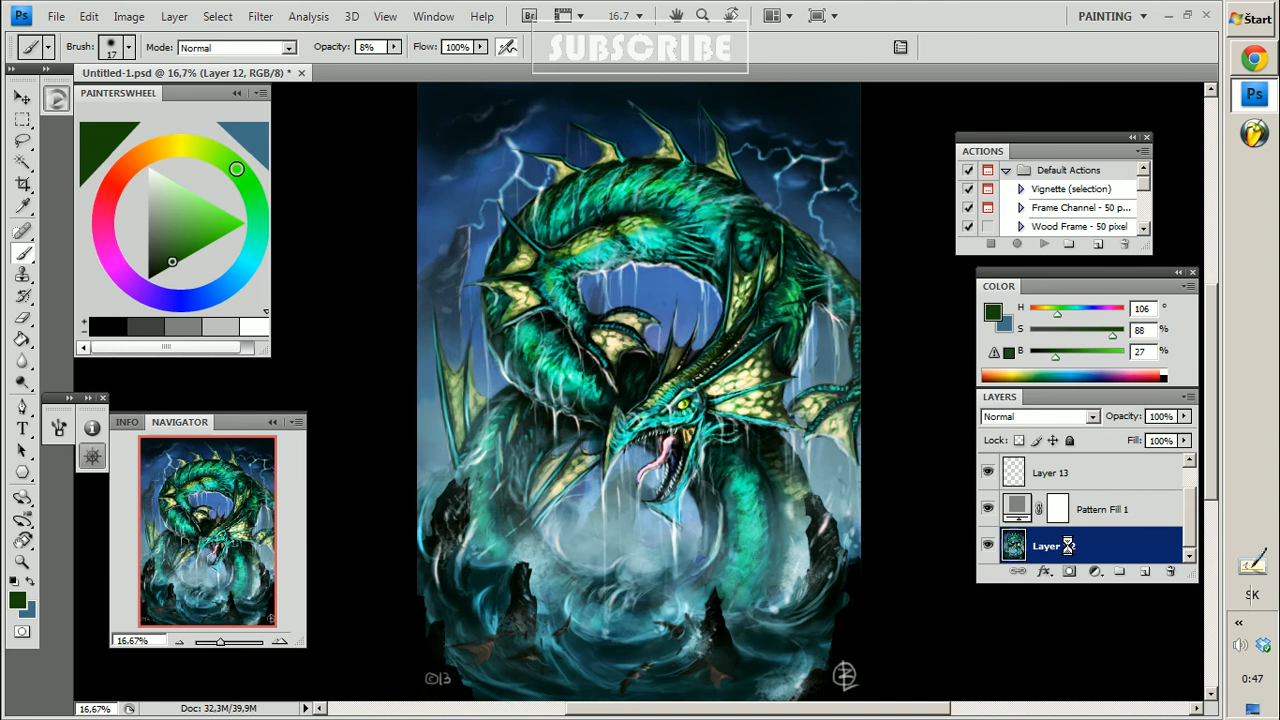 Ps File Edit Image Layer Select Filter Analysis 3D View Window Help Br 16.7 PAINTING
Start
Brush: 17 Mode: Normal Opacity: 8% Flow: 100%
SUBSCRIBE
Untitled-1.psd @ 16,7% (Layer 12, RGB/8) *
PAINTERSWHEEL
Ps
ACTIONS
Default Actions
Vignette (selection)
Frame Channel - 50 p...
Wood Frame - 50 pixel
COLOR
H 106 °
S 88 %
B 27 %
LAYERS
Normal Opacity: 100%
Lock: Fill: 100%
Layer 13
Pattern Fill 1
Layer
INFO NAVIGATOR
16.67%
©13
SK
0:47
16,67% Doc: 32,3M/39,9M